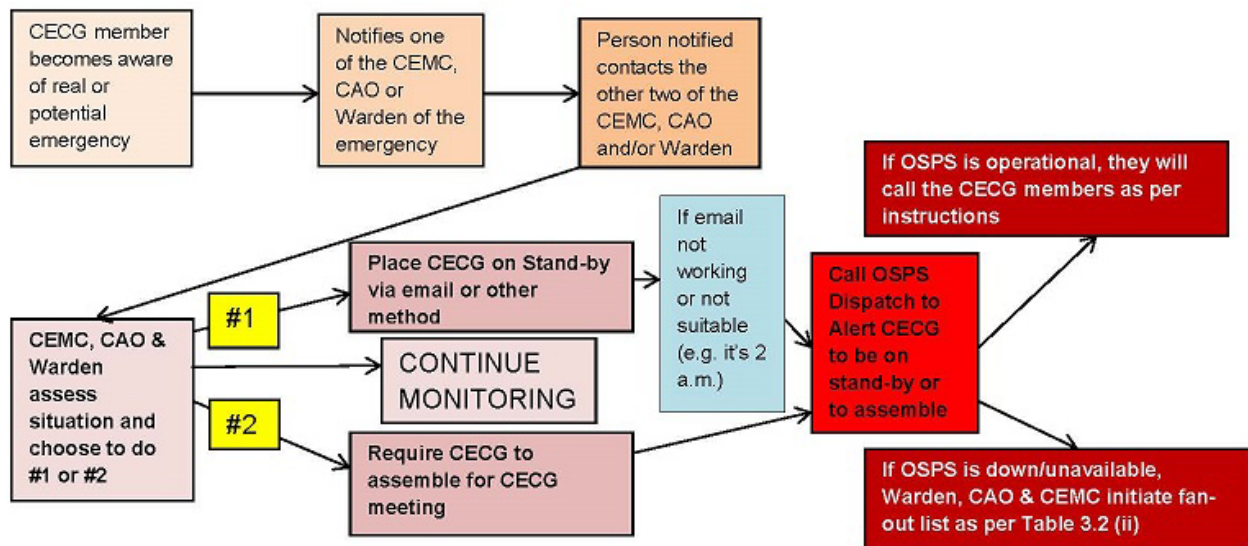 CECG member
becomes aware
of real or
potential
emergency
Notifies one
of the CEMC,
CAO or
Warden of the
emergency
Person notified
contacts the
other two of the
CEMC, CAO
and/or Warden
CEMC, CAO &
Warden
assess
situation and
choose to do
#1 or #2
#1
Place CECG on Stand-by
via email or other
method
CONTINUE
MONITORING
#2
Require CECG to
assemble for CECG
meeting
If email
not
working
or not
suitable
(e.g. it's 2
a.m.)
Call OSPS
Dispatch to
Alert CECG
to be on
stand-by or
to assemble
If OSPS is operational, they will
call the CECG members as per
instructions
If OSPS is down/unavailable,
Warden, CAO & CEMC initiate fan-
out list as per Table 3.2 (ii)